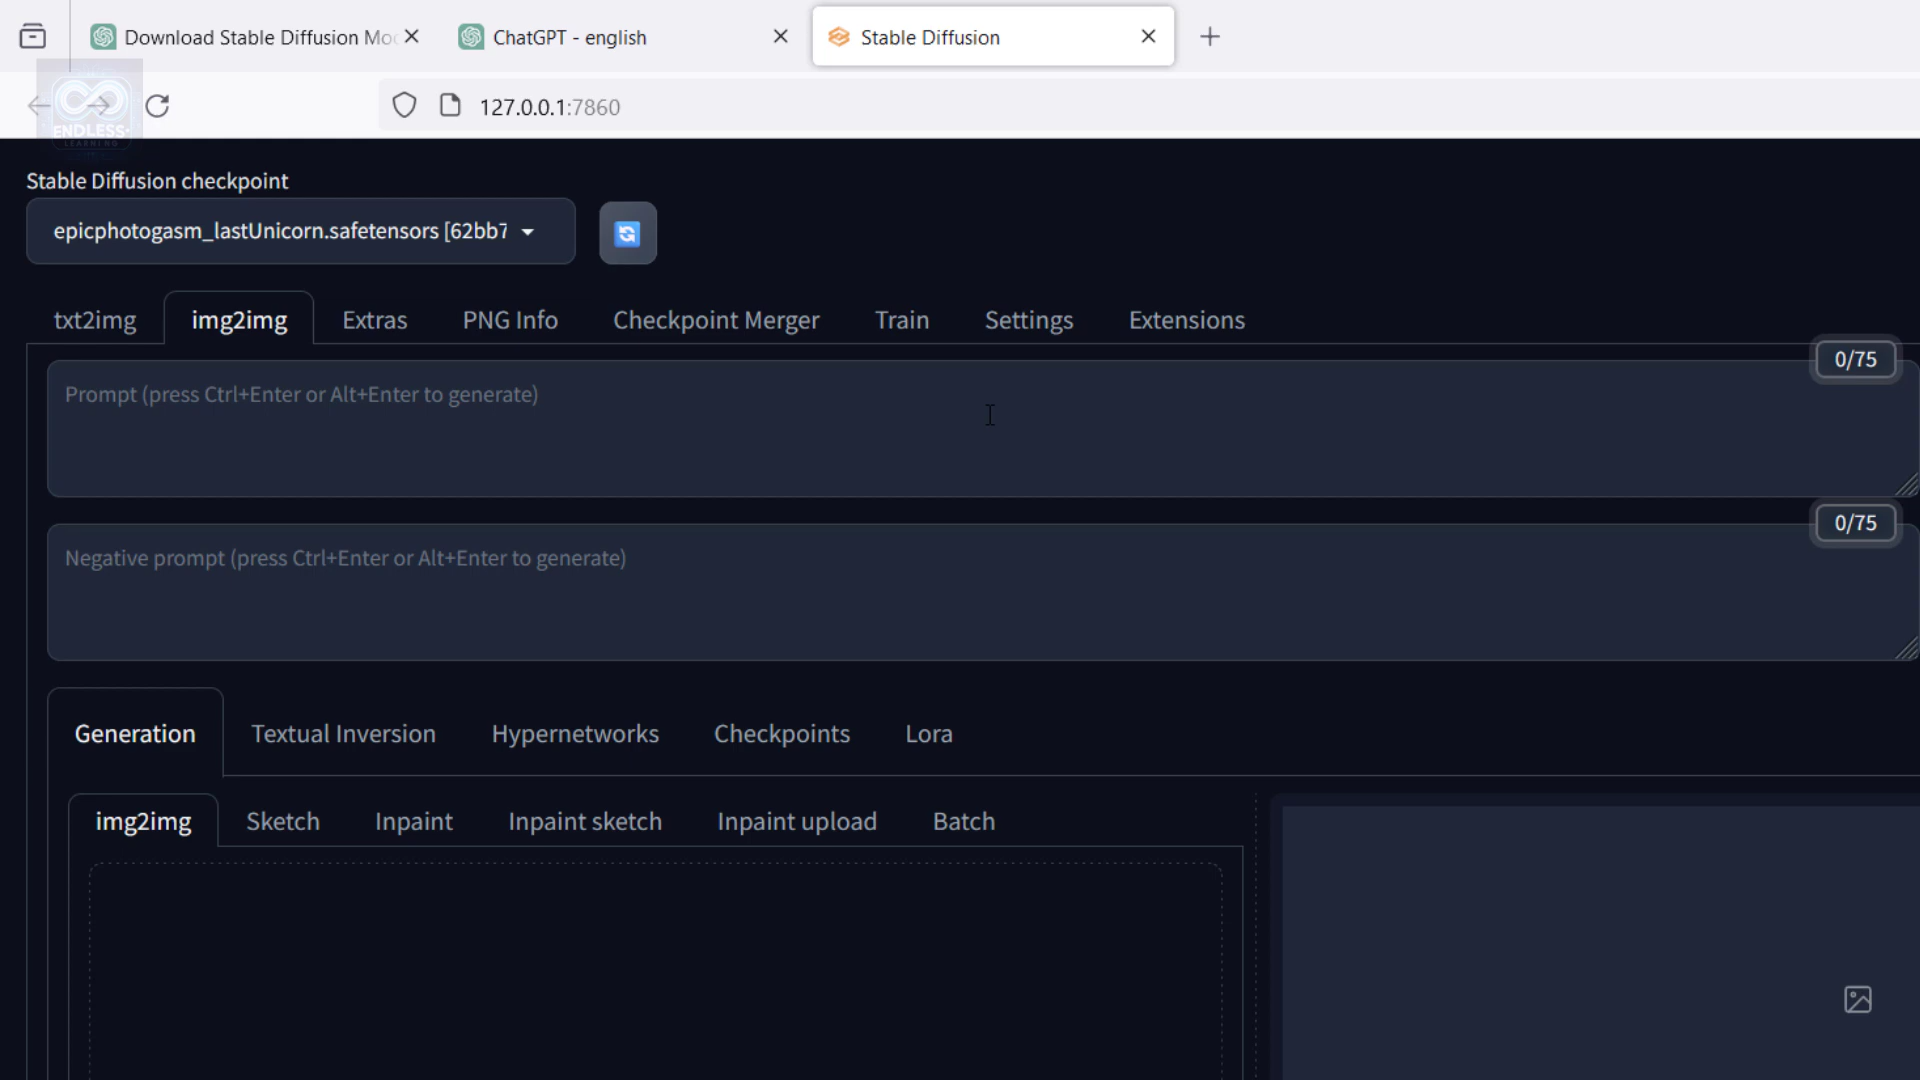 Download Stable Diffusion Mo
ChatGPT - english
Stable Diffusion
127.0.0.1:7860
ENDLESS
LEARNING
Stable Diffusion checkpoint
epicphotogasm_lastUnicorn.safetensors [62bb7
txt2img
img2img
Extras
PNG Info
Checkpoint Merger
Train
Settings
Extensions
0/75
Prompt (press Ctrl+Enter or Alt+Enter to generate)
0/75
Negative prompt (press Ctrl+Enter or Alt+Enter to generate)
Generation
Textual Inversion
Hypernetworks
Checkpoints
Lora
img2img
Sketch
Inpaint
Inpaint sketch
Inpaint upload
Batch